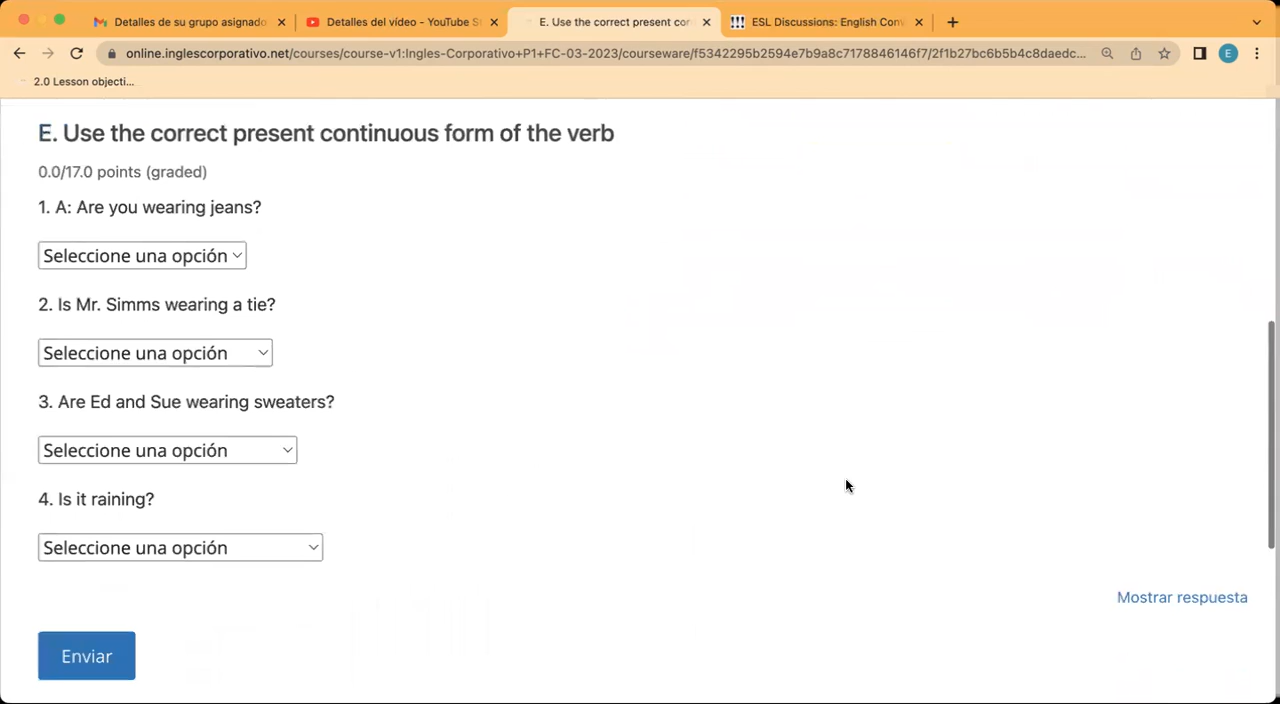 Detalles de su grupo asignado
Detalles del vídeo - YouTube S
E. Use the correct present con
ESL Discussions: English Conv
online.inglescorporativo.net/courses/course-v1:Ingles-Corporativo+P1+FC-03-2023/courseware/f5342295b2594e7b9a8c7178846146f7/2f1b27bc6b5b4c8daedc...
E
2.0 Lesson objecti...
E. Use the correct present continuous form of the verb
0.0/17.0 points (graded)
1. A: Are you wearing jeans?
Seleccione una opción
2. Is Mr. Simms wearing a tie?
Seleccione una opción
3. Are Ed and Sue wearing sweaters?
Seleccione una opción
4. Is it raining?
Seleccione una opción
Mostrar respuesta
Enviar